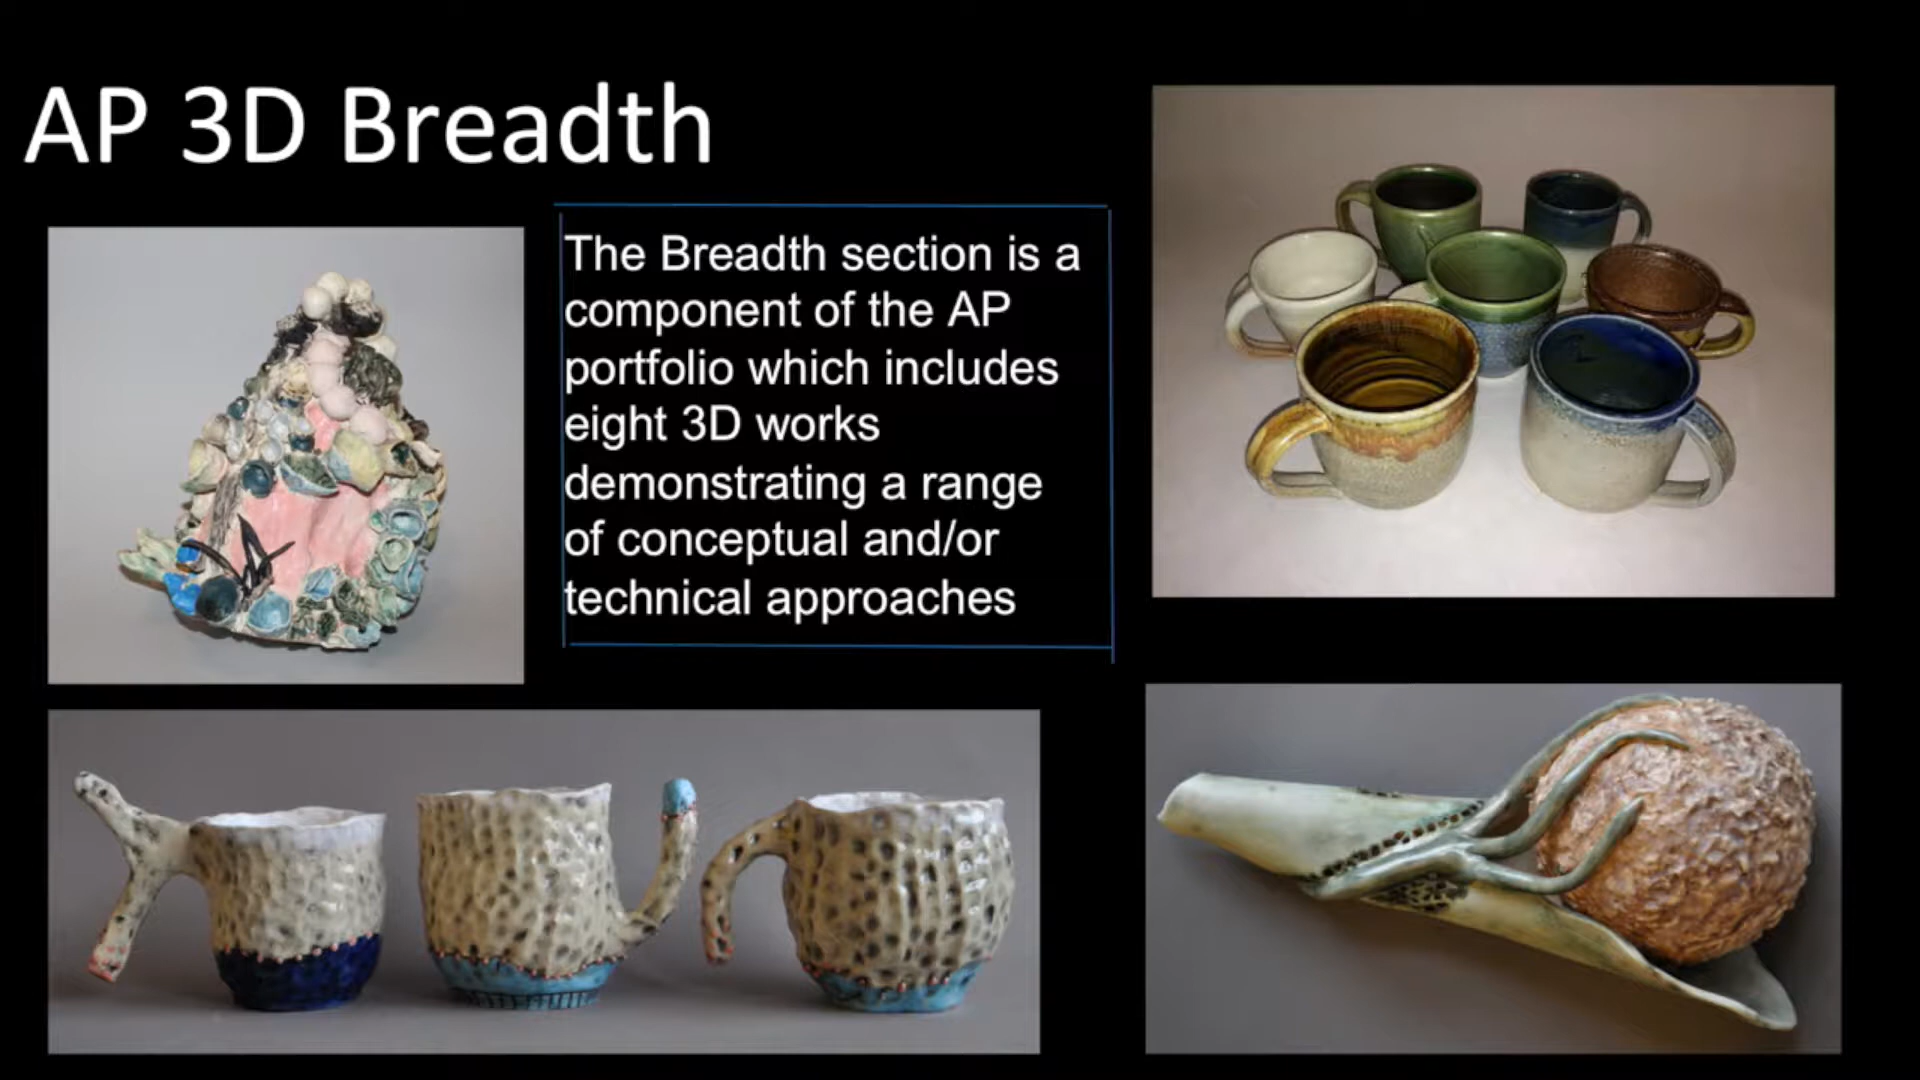 AP 3D Breadth
The Breadth section is a
component of the AP
portfolio which includes
eight 3D works
demonstrating a range
of conceptual and/or
technical approaches